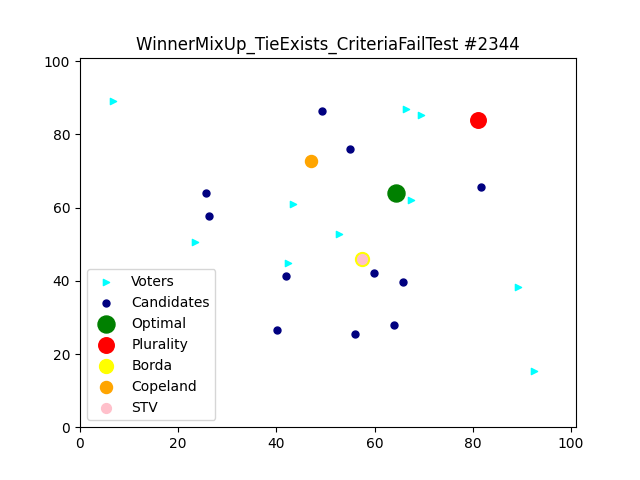 WinnerMixUp_TieExists_CriteriaFailTest #2344
100
80
60
40
20
0
Voters
Candidates
Optimal
Plurality
Borda
Copeland
STV
0 20 40 60 80 100